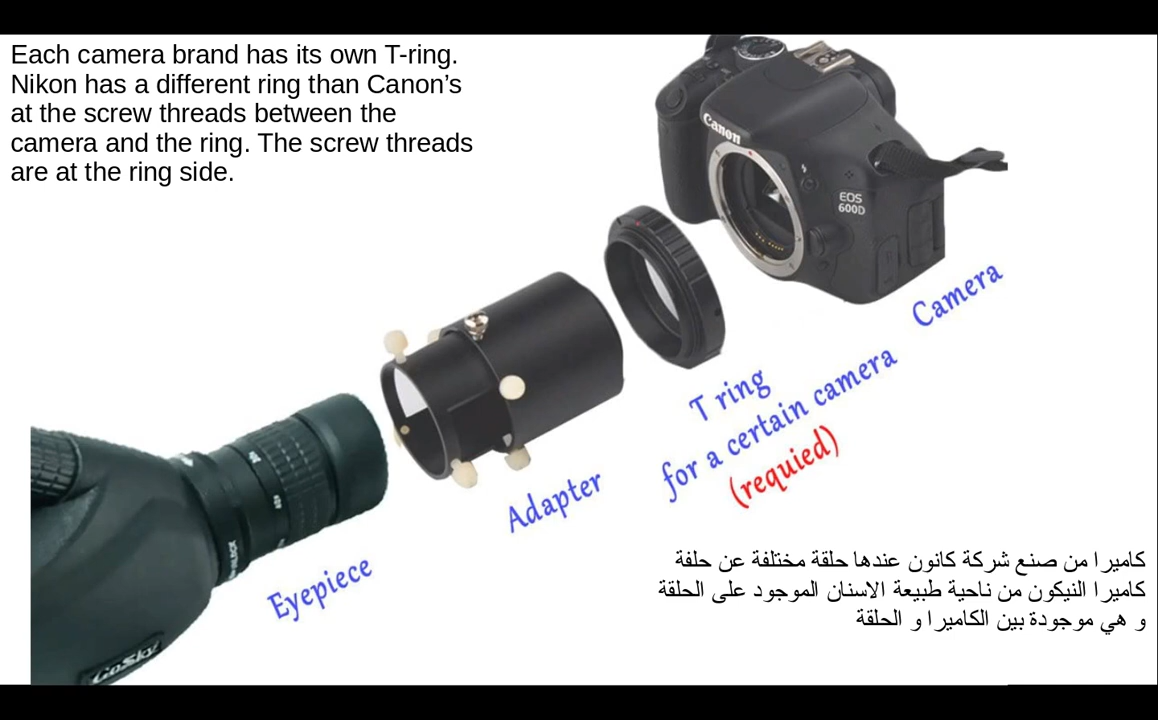 Each camera brand has its own T-ring.
Nikon has a different ring than Canon's
at the screw threads between the
camera and the ring. The screw threads
are at the ring side.
Canon
EOS
600D
Camera
T ring
for a certain camera
(requied)
Adapter
Eyepiece
GoSky
كاميرا من صنع شركة كانون عندها حلقة مختلفة عن حلفة
كاميرا النيكون من ناحية طبيعة الاسنان الموجود على الحلقة
و هي موجودة بين الكاميرا و الحلقة